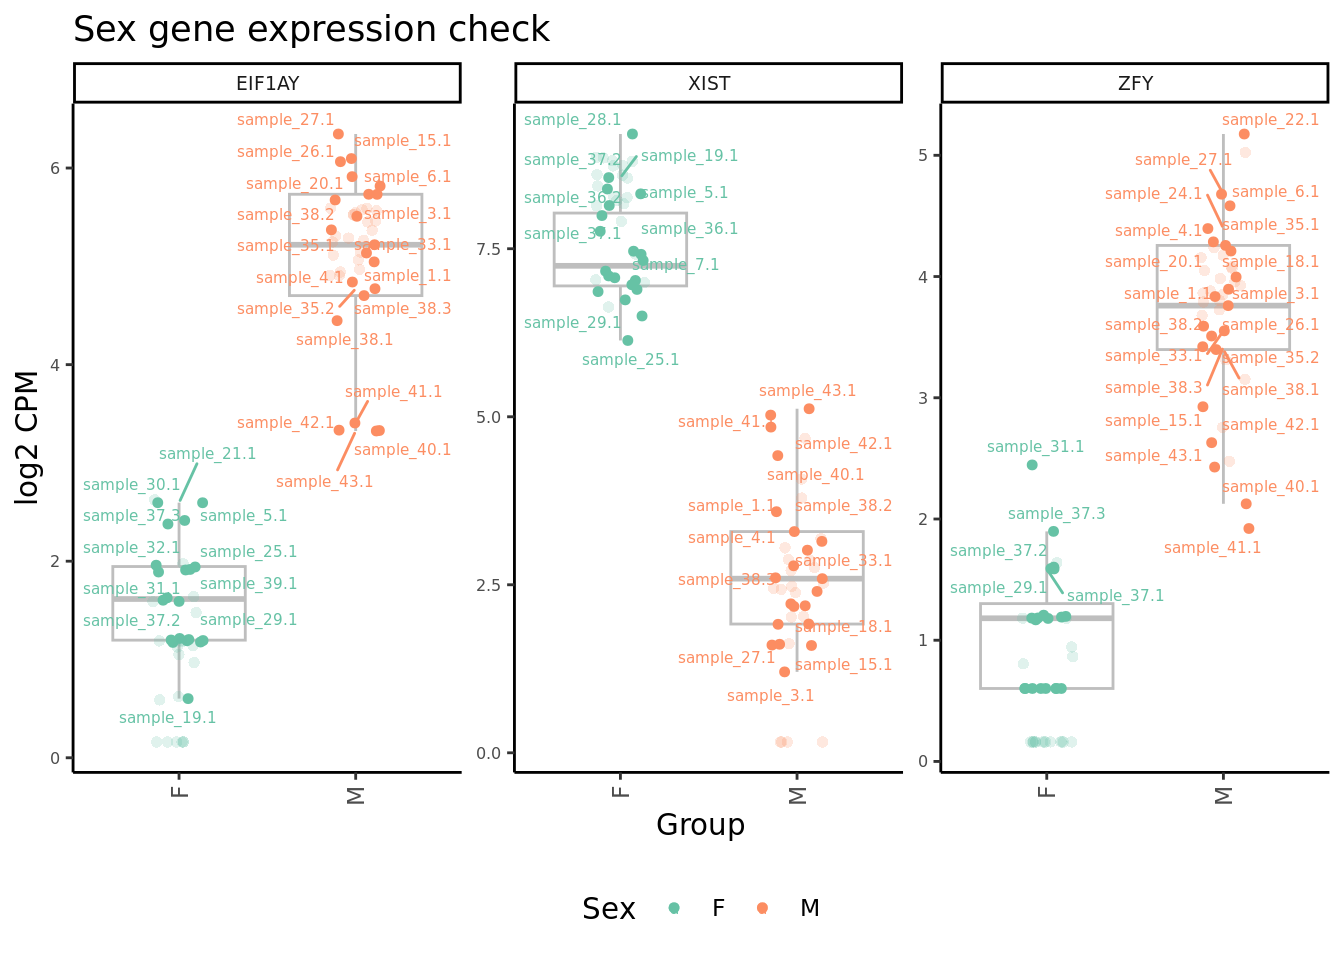 Sex gene expression check
EIF1AY
XIST
ZFY
log2 CPM
6
4
2
0
sample_27.1
sample_15.1
sample_26.1
sample_6.1
sample_20.1
sample_38.2
sample_3.1
sample_35.1
sample_33.1
sample_4.1
sample_1.1
sample_35.2
sample_38.3
sample_38.1
sample_41.1
sample_42.1
sample_40.1
sample_43.1
sample_21.1
sample_30.1
sample_37.3
sample_5.1
sample_32.1
sample_25.1
sample_31.1
sample_39.1
sample_37.2
sample_29.1
sample_19.1
F
M
7.5
5.0
2.5
0.0
sample_28.1
sample_37.2
sample_19.1
sample_36.2
sample_5.1
sample_37.1
sample_36.1
sample_7.1
sample_29.1
sample_25.1
sample_43.1
sample_41.
sample_42.1
sample_40.1
sample_1.1
sample_38.2
sample_4.1
sample_33.1
sample_38.3
sample_18.1
sample_27.1
sample_15.1
sample_3.1
F
M
5
4
3
2
1
0
sample_22.1
sample_27.1
sample_24.1
sample_6.1
sample_4.1
sample_35.1
sample_20.1
sample_18.1
sample_1.1
sample_3.1
sample_38.2
sample_26.1
sample_33.1
sample_35.2
sample_38.3
sample_38.1
sample_15.1
sample_42.1
sample_43.1
sample_40.1
sample_41.1
sample_31.1
sample_37.3
sample_37.2
sample_29.1
sample_37.1
F
M
Group
Sex
F
M